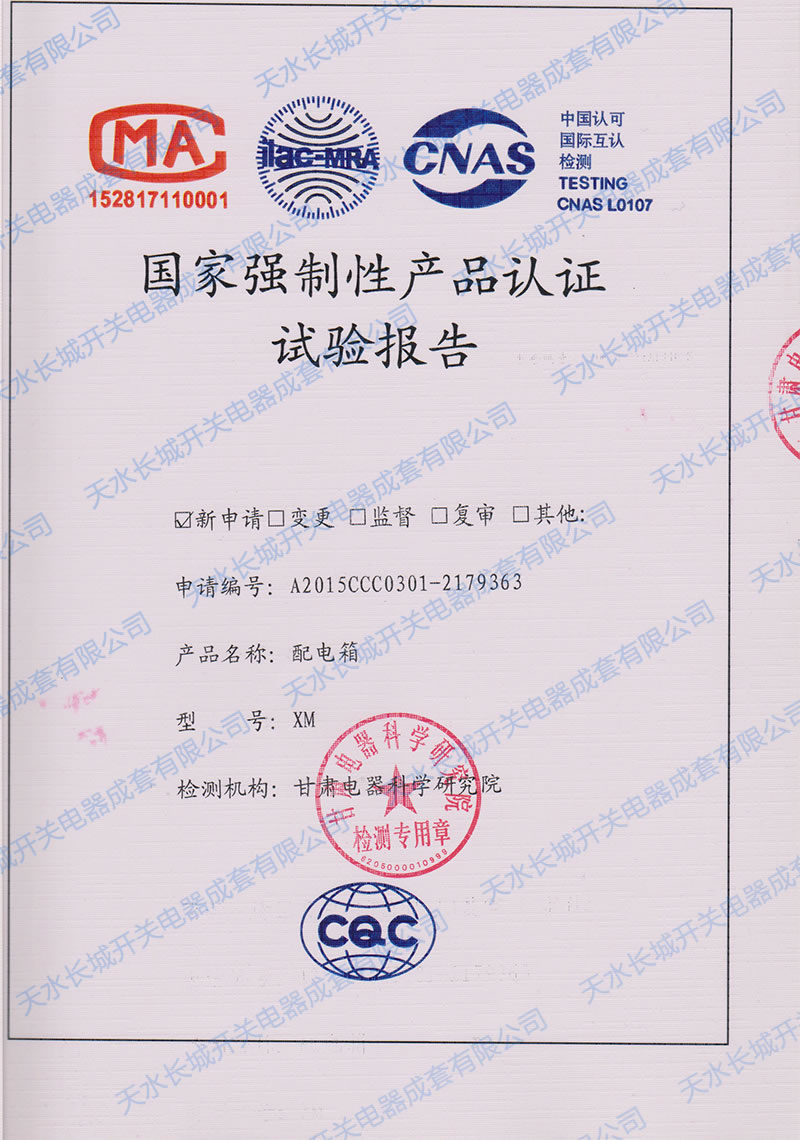 CMA
152817110001
ilac-MRA
CNAS
中国认可
国际互认
检测
TESTING
CNAS L0107
国家强制性产品认证
试验报告
☑新申请□变更 □监督 □复审 □其他:
申请编号: A2015CCC0301-2179363
产品名称: 配电箱
型 号: XM
检测机构: 甘肃电器科学研究院
甘肃电器科学研究院
检测专用章
6205000010999
CQC
甘肃电
天水长城开关电器成套有限公司